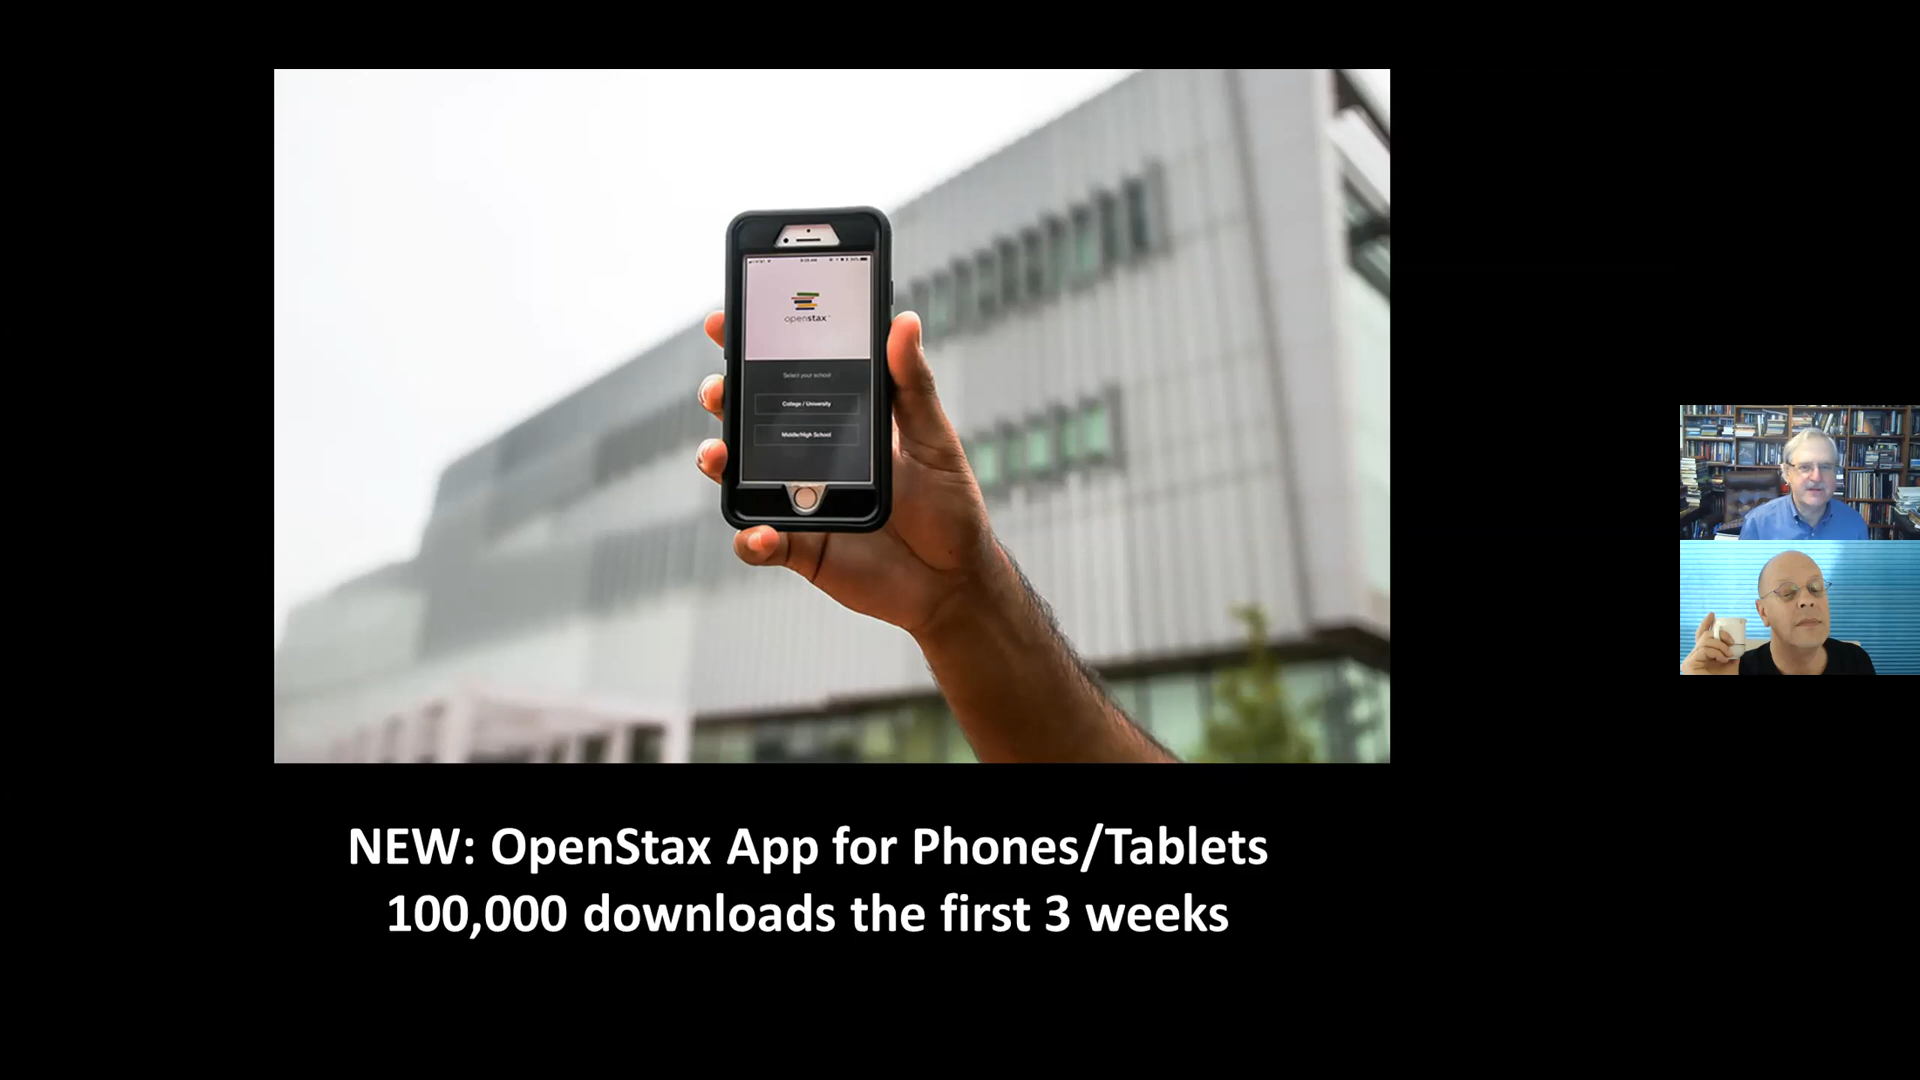 openstax
Select your school
College / University
Middle/High School
NEW: OpenStax App for Phones/Tablets
100,000 downloads the first 3 weeks